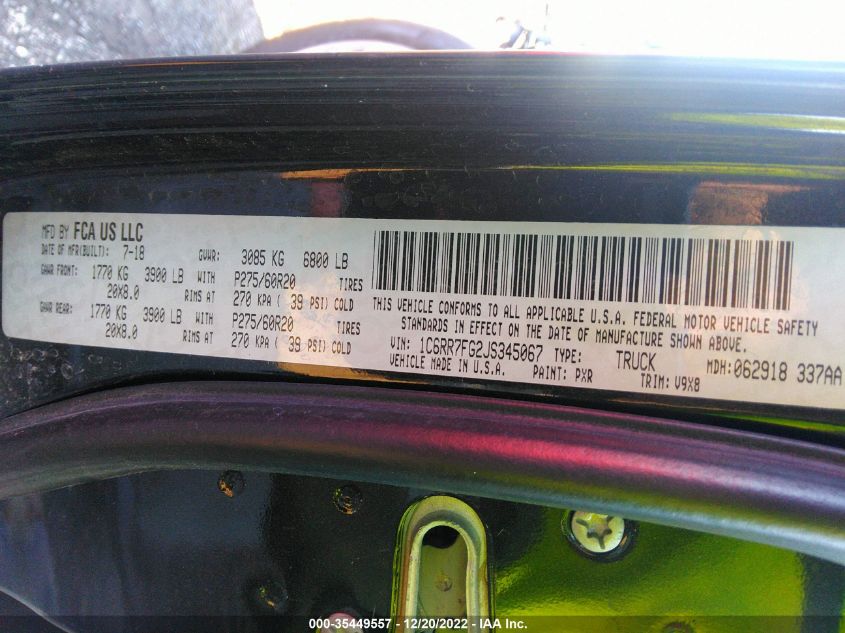 MFD BY FCA US LLC
DATE OF MFR(BUILT): 7-18 GVWR: 3085 KG 6800 LB
GAWR FRONT: 1770 KG 3900 LB WITH P275/60R20 TIRES
20X8.0 RIMS AT 270 KPA ( 39 PSI) COLD
GAWR REAR: 1770 KG 3900 LB WITH P275/60R20 TIRES
20X8.0 RIMS AT 270 KPA ( 39 PSI) COLD
THIS VEHICLE CONFORMS TO ALL APPLICABLE U.S.A. FEDERAL MOTOR VEHICLE SAFETY
STANDARDS IN EFFECT ON THE DATE OF MANUFACTURE SHOWN ABOVE.
VIN: 1C6RR7FG2JS345067 TYPE: TRUCK MDH:062918 337AA
VEHICLE MADE IN U.S.A. PAINT: PXR TRIM: V9X8
000-35449557 - 12/20/2022 - IAA Inc.